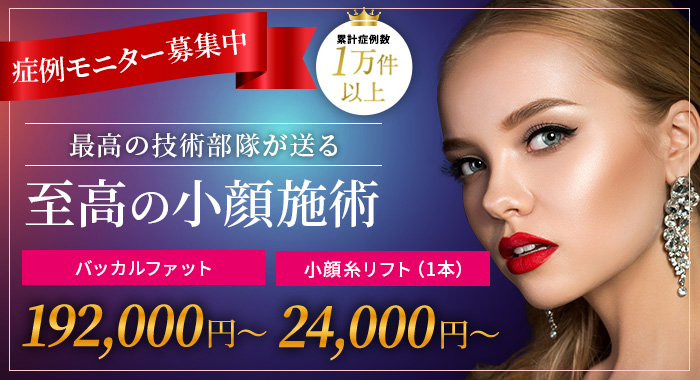 症例モニター募集中
累計症例数
1万件
以上
最高の技術部隊が送る
至高の小顔施術
バッカルファット
小顔糸リフト（1本）
192,000円～
24,000円～